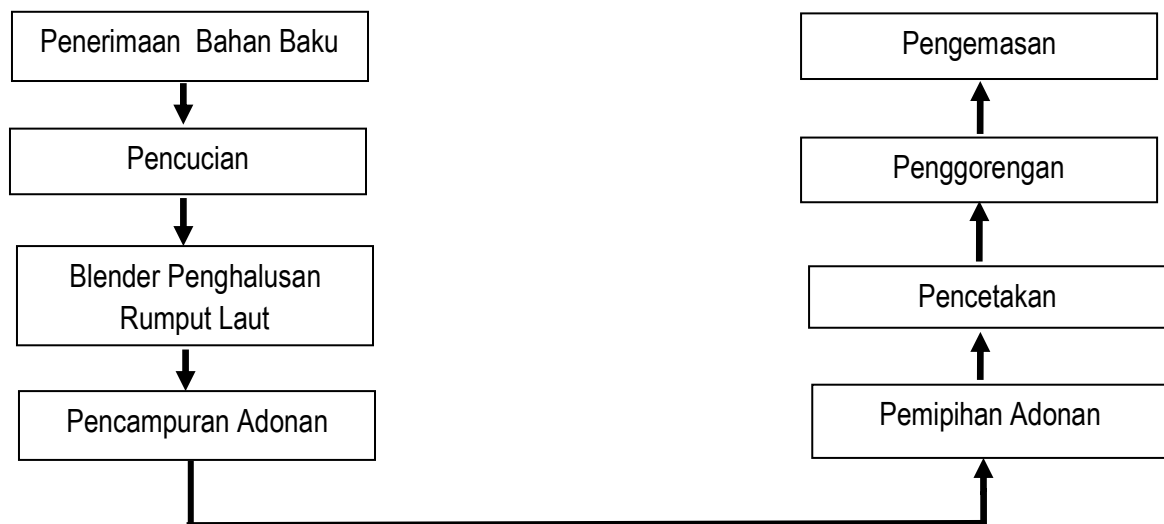 Penerimaan Bahan Baku
Pencucian
Blender Penghalusan
Rumput Laut
Pencampuran Adonan
Pemipihan Adonan
Pencetakan
Penggorengan
Pengemasan